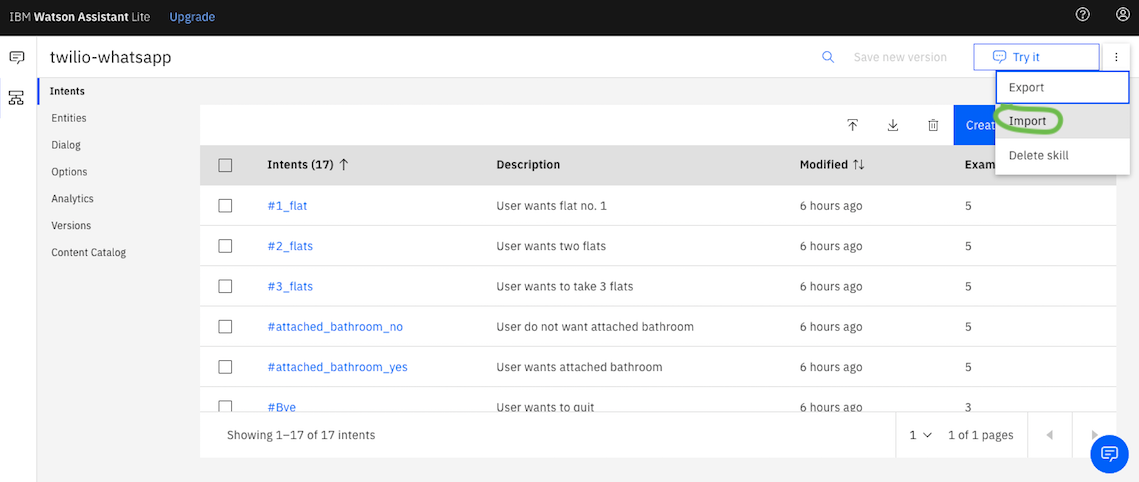 IBM Watson Assistant Lite Upgrade
twilio-whatsapp
Save new version
Try it
Export
Import
Delete skill
Intents
Entities
Dialog
Options
Analytics
Versions
Content Catalog
Intents (17) Description Modified
#1_flat User wants flat no. 1 6 hours ago 5
#2_flats User wants two flats 6 hours ago 5
#3_flats User wants to take 3 flats 6 hours ago 5
#attached_bathroom_no User do not want attached bathroom 6 hours ago 5
#attached_bathroom_yes User wants attached bathroom 6 hours ago 5
#Bye User wants to quit 6 hours ago 3
Showing 1–17 of 17 intents 1 1 of 1 pages